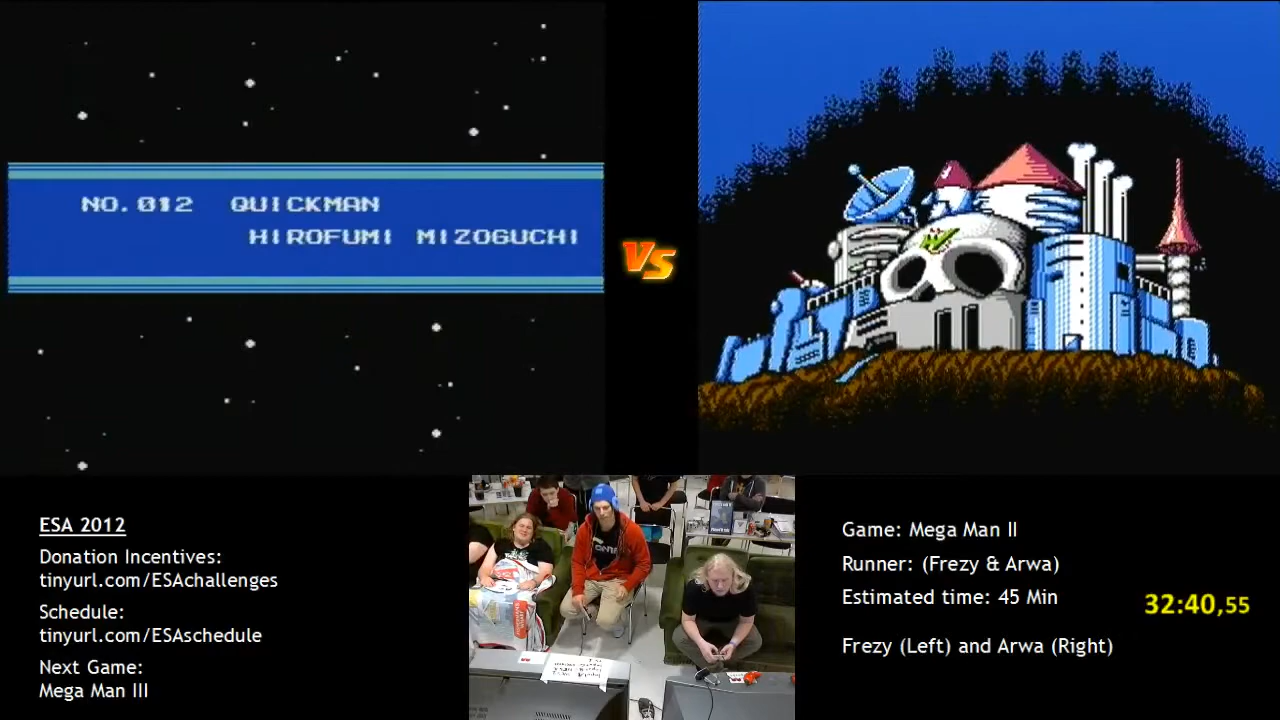 NO.012 QUICKMAN
HIROFUMI MIZOGUCHI
VS
W
ESA 2012
Donation Incentives:
tinyurl.com/ESAchallenges
Schedule:
tinyurl.com/ESAschedule
Next Game:
Mega Man III
Game: Mega Man II
Runner: (Frezy & Arwa)
Estimated time: 45 Min
32:40,55
Frezy (Left) and Arwa (Right)